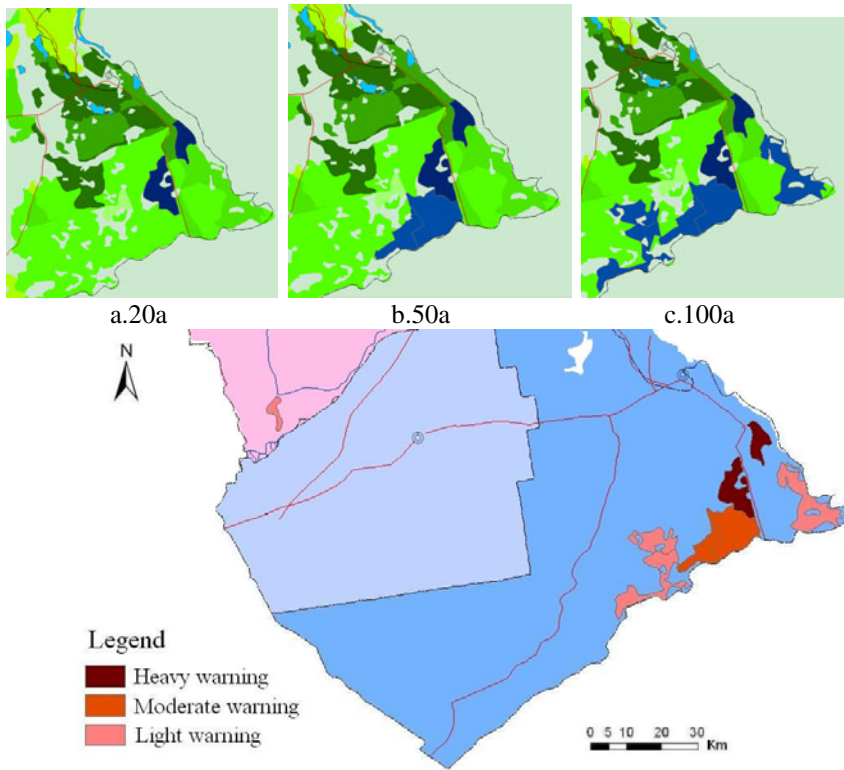 a.20a
b.50a
c.100a
N
Legend
Heavy warning
Moderate warning
Light warning
0 5 10 20 30
Km